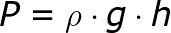 P = ρ · g · h